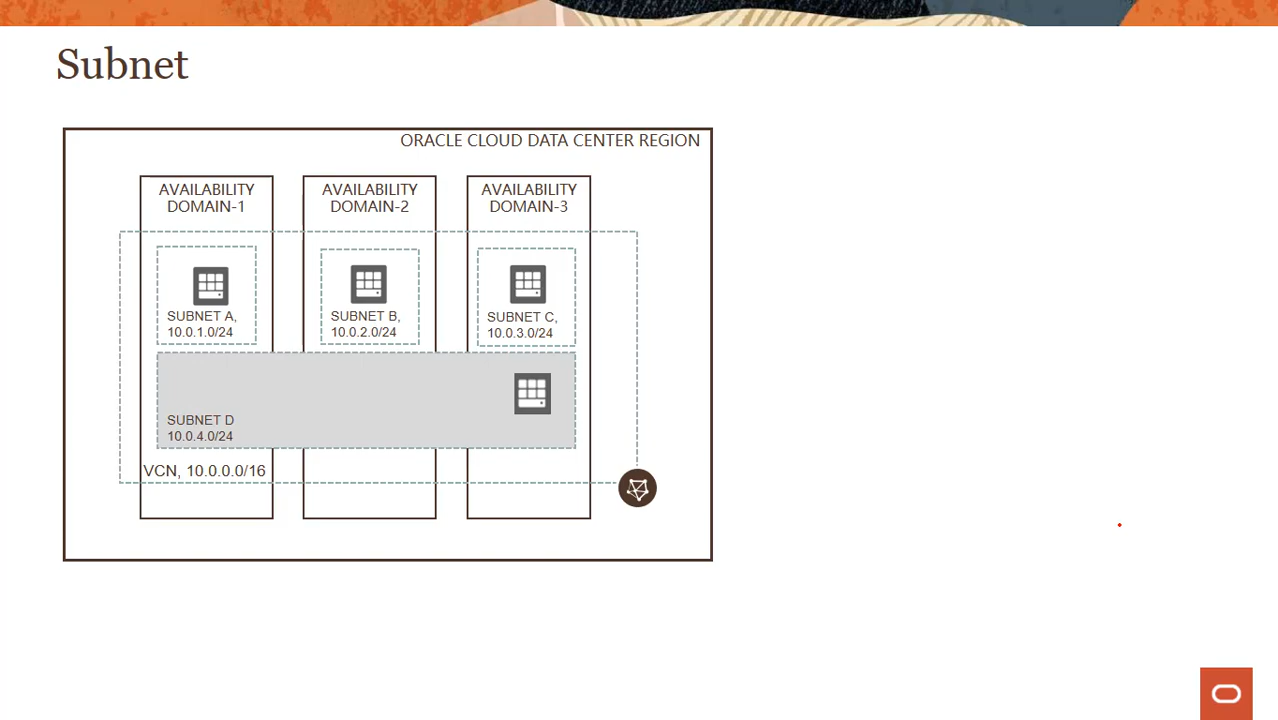 Subnet
ORACLE CLOUD DATA CENTER REGION
AVAILABILITY
DOMAIN-1
AVAILABILITY
DOMAIN-2
AVAILABILITY
DOMAIN-3
SUBNET A,
10.0.1.0/24
SUBNET B,
10.0.2.0/24
SUBNET C,
10.0.3.0/24
SUBNET D
10.0.4.0/24
VCN, 10.0.0.0/16